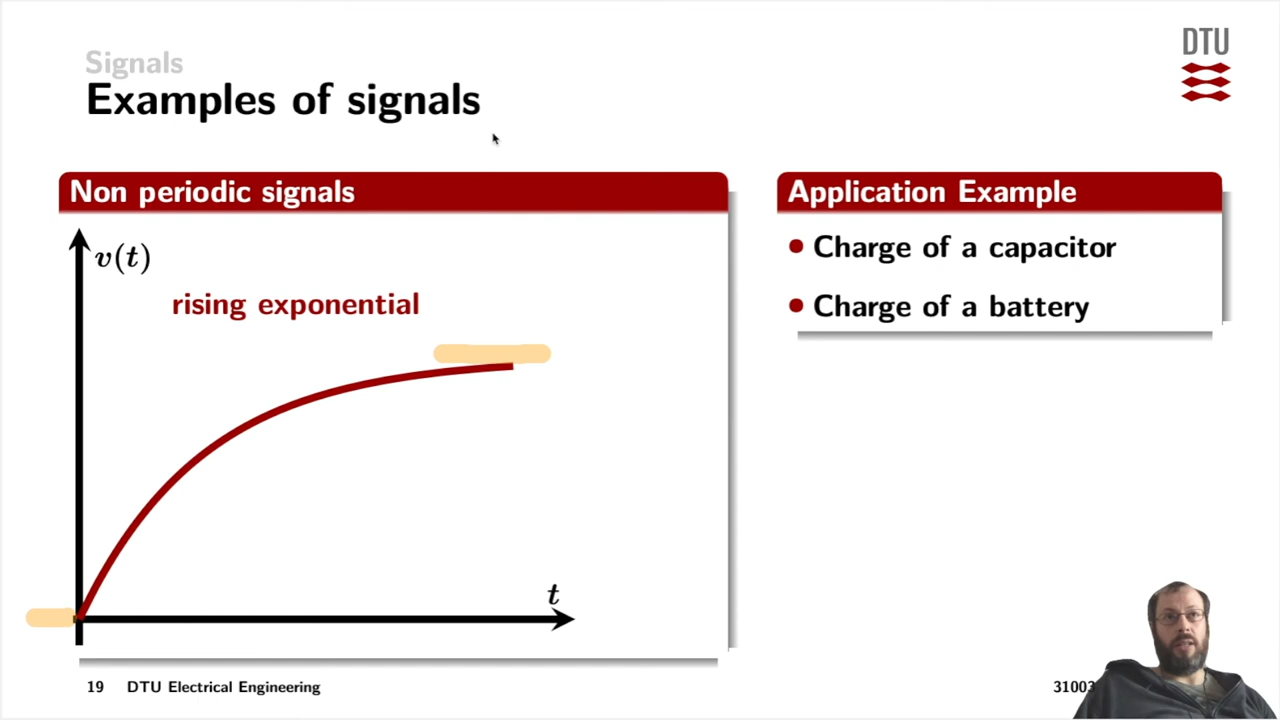 Signals
Examples of signals
DTU
Non periodic signals
v(t)
rising exponential
t
Application Example
• Charge of a capacitor
• Charge of a battery
19 DTU Electrical Engineering
31003